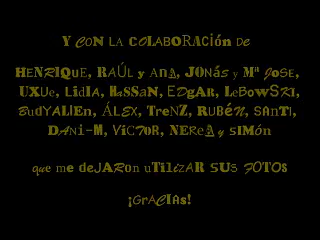 Y CON LA COLABORACIÓN DE
HENRIQUE, RAÚL y ANA, JONÁS y Mª JOSE,
UXUE, LIDIA, HASSAN, EDGAR, LEBOWSKI,
BUDYALIEN, ÁLEX, TRENZ, RUBÉN, SANTI,
DANI-M, VICTOR, NEREA y SIMÓN
QUE ME DEJARON UTILIZAR SUS FOTOS
¡GRACIAS!